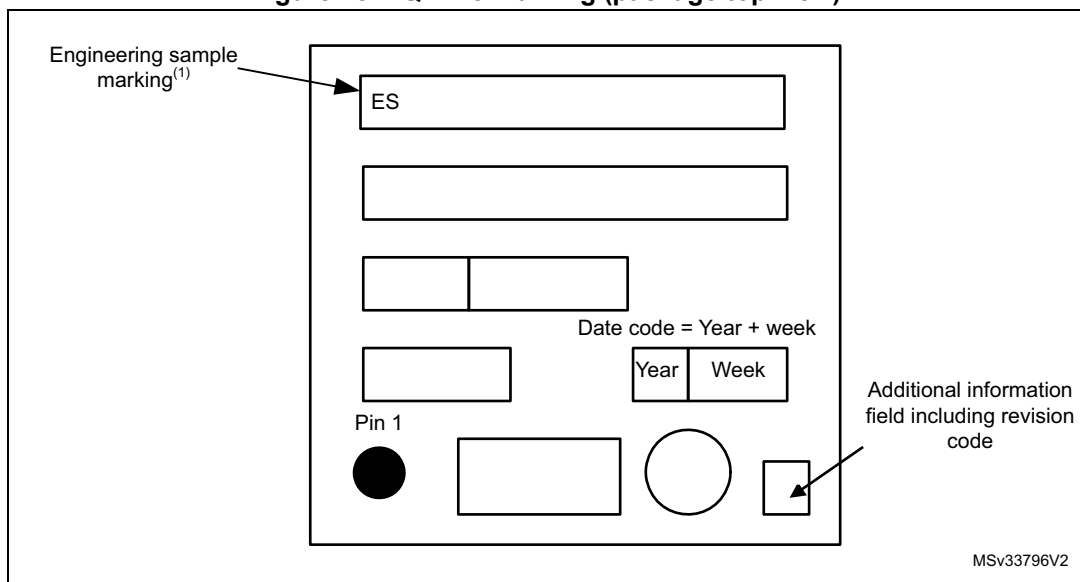 Engineering sample
marking(1)
ES
Date code = Year + week
Year
Week
Additional information
field including revision
code
Pin 1
MSv33796V2